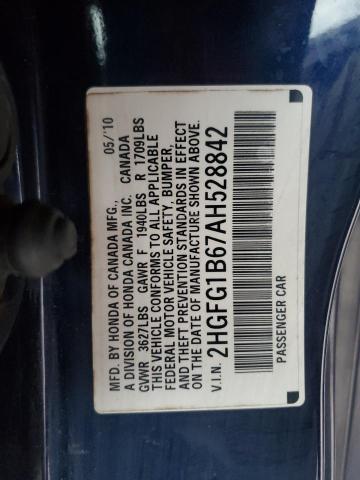 MFD. BY HONDA OF CANADA MFG., 05/'10
A DIVISION OF HONDA CANADA INC. CANADA
GVWR 3627LBS GAWR F 1940LBS R 1709LBS
THIS VEHICLE CONFORMS TO ALL APPLICABLE
FEDERAL MOTOR VEHICLE SAFETY, BUMPER,
AND THEFT PREVENTION STANDARDS IN EFFECT
ON THE DATE OF MANUFACTURE SHOWN ABOVE.
V.I.N. 2HGFG1B67AH528842
PASSENGER CAR